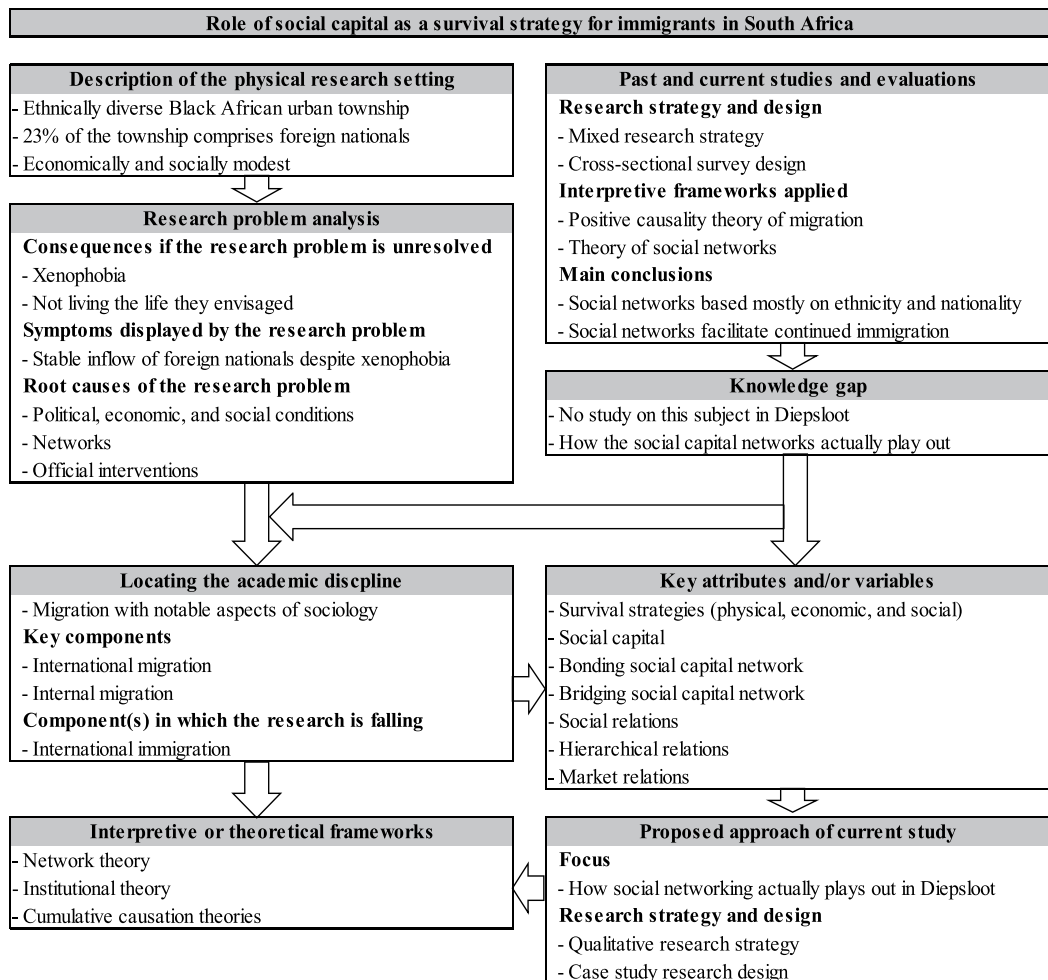 Role of social capital as a survival strategy for immigrants in South Africa
Description of the physical research setting
- Ethnically diverse Black African urban township
- 23% of the township comprises foreign nationals
- Economically and socially modest
Research problem analysis
Consequences if the research problem is unresolved
- Xenophobia
- Not living the life they envisaged
Symptoms displayed by the research problem
- Stable inflow of foreign nationals despite xenophobia
Root causes of the research problem
- Political, economic, and social conditions
- Networks
- Official interventions
Past and current studies and evaluations
Research strategy and design
- Mixed research strategy
- Cross-sectional survey design
Interpretive frameworks applied
- Positive causality theory of migration
- Theory of social networks
Main conclusions
- Social networks based mostly on ethnicity and nationality
- Social networks facilitate continued immigration
Knowledge gap
- No study on this subject in Diepsloot
- How the social capital networks actually play out
Locating the academic discpline
- Migration with notable aspects of sociology
Key components
- International migration
- Internal migration
Component(s) in which the research is falling
- International immigration
Key attributes and/or variables
- Survival strategies (physical, economic, and social)
- Social capital
- Bonding social capital network
- Bridging social capital network
- Social relations
- Hierarchical relations
- Market relations
Interpretive or theoretical frameworks
- Network theory
- Institutional theory
- Cumulative causation theories
Proposed approach of current study
Focus
- How social networking actually plays out in Diepsloot
Research strategy and design
- Qualitative research strategy
- Case study research design